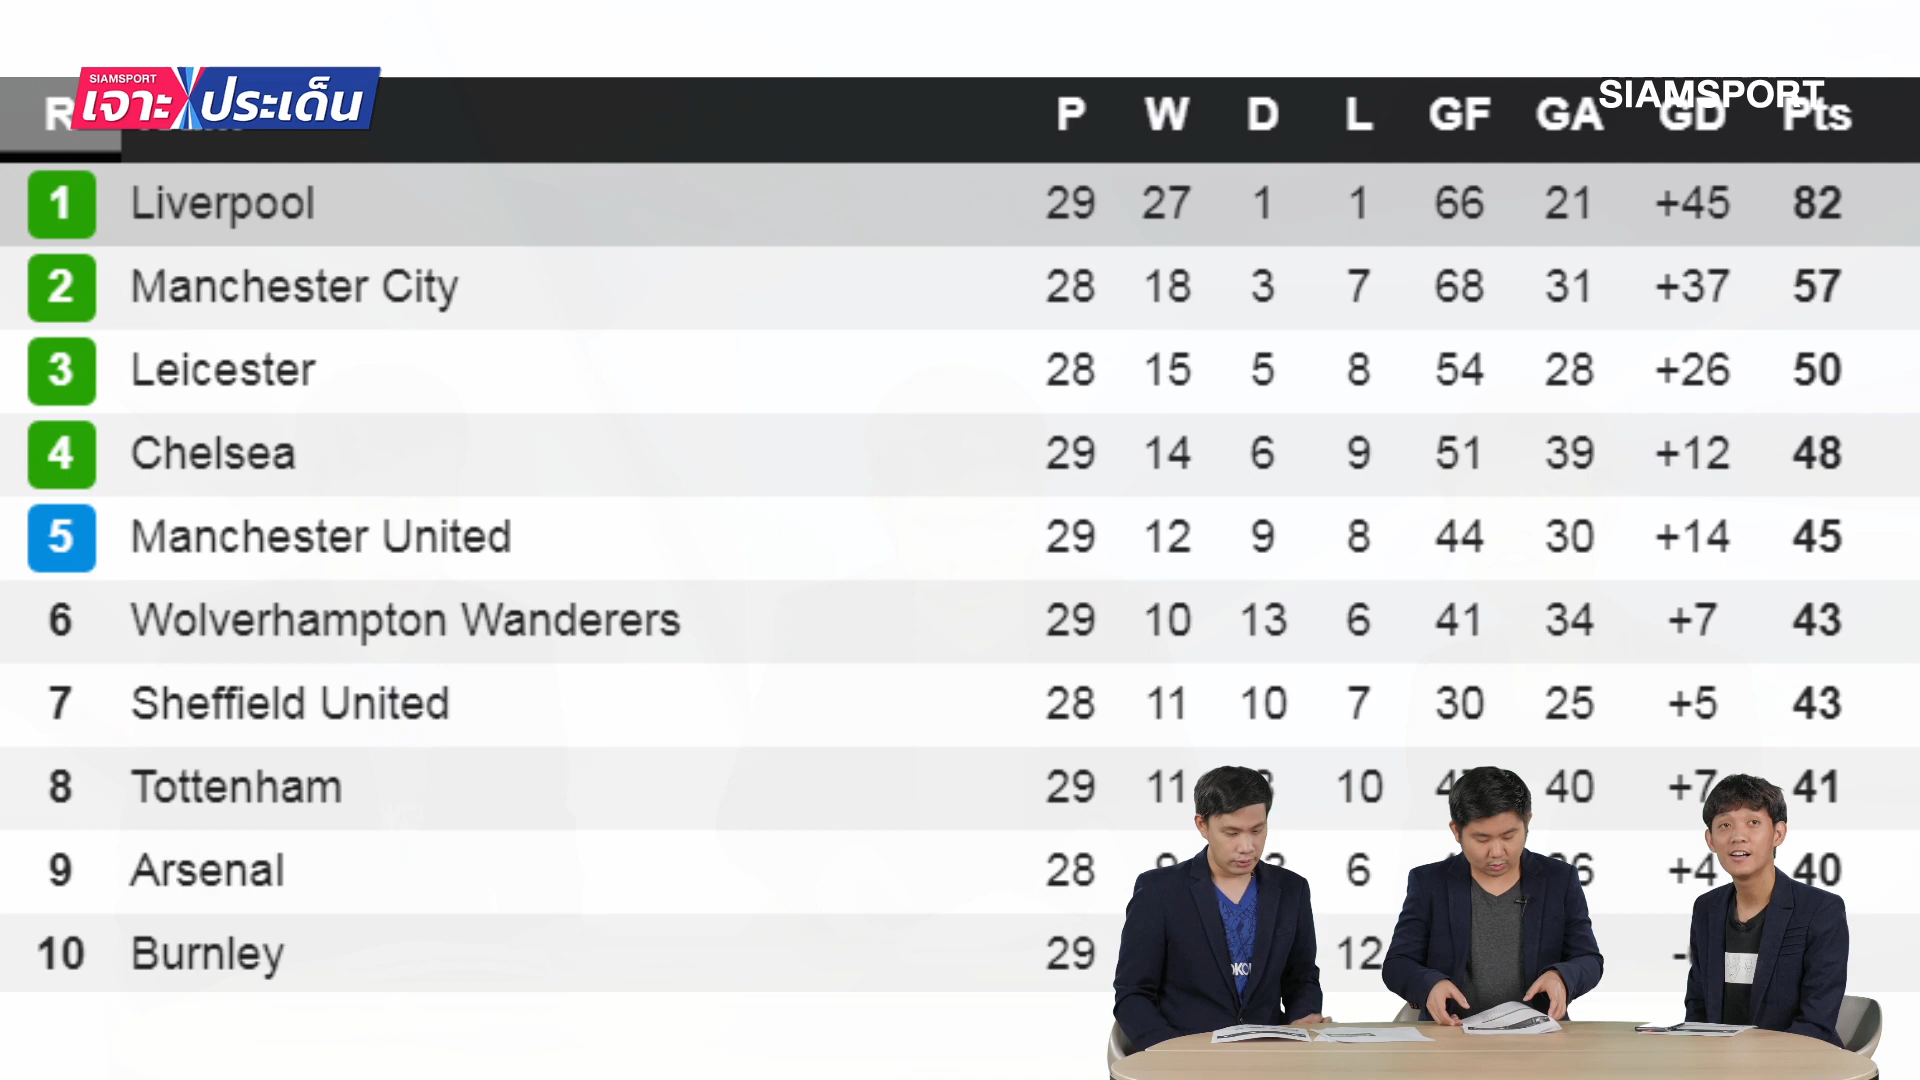 SIAMSPORT
เจาะประเด็น
SIAMSPORT
P W D L GF GA GD Pts
1 Liverpool 29 27 1 1 66 21 +45 82
2 Manchester City 28 18 3 7 68 31 +37 57
3 Leicester 28 15 5 8 54 28 +26 50
4 Chelsea 29 14 6 9 51 39 +12 48
5 Manchester United 29 12 9 8 44 30 +14 45
6 Wolverhampton Wanderers 29 10 13 6 41 34 +7 43
7 Sheffield United 28 11 10 7 30 25 +5 43
8 Tottenham 29 11 10 40 +7 41
9 Arsenal 28 6 +4 40
10 Burnley 29 12